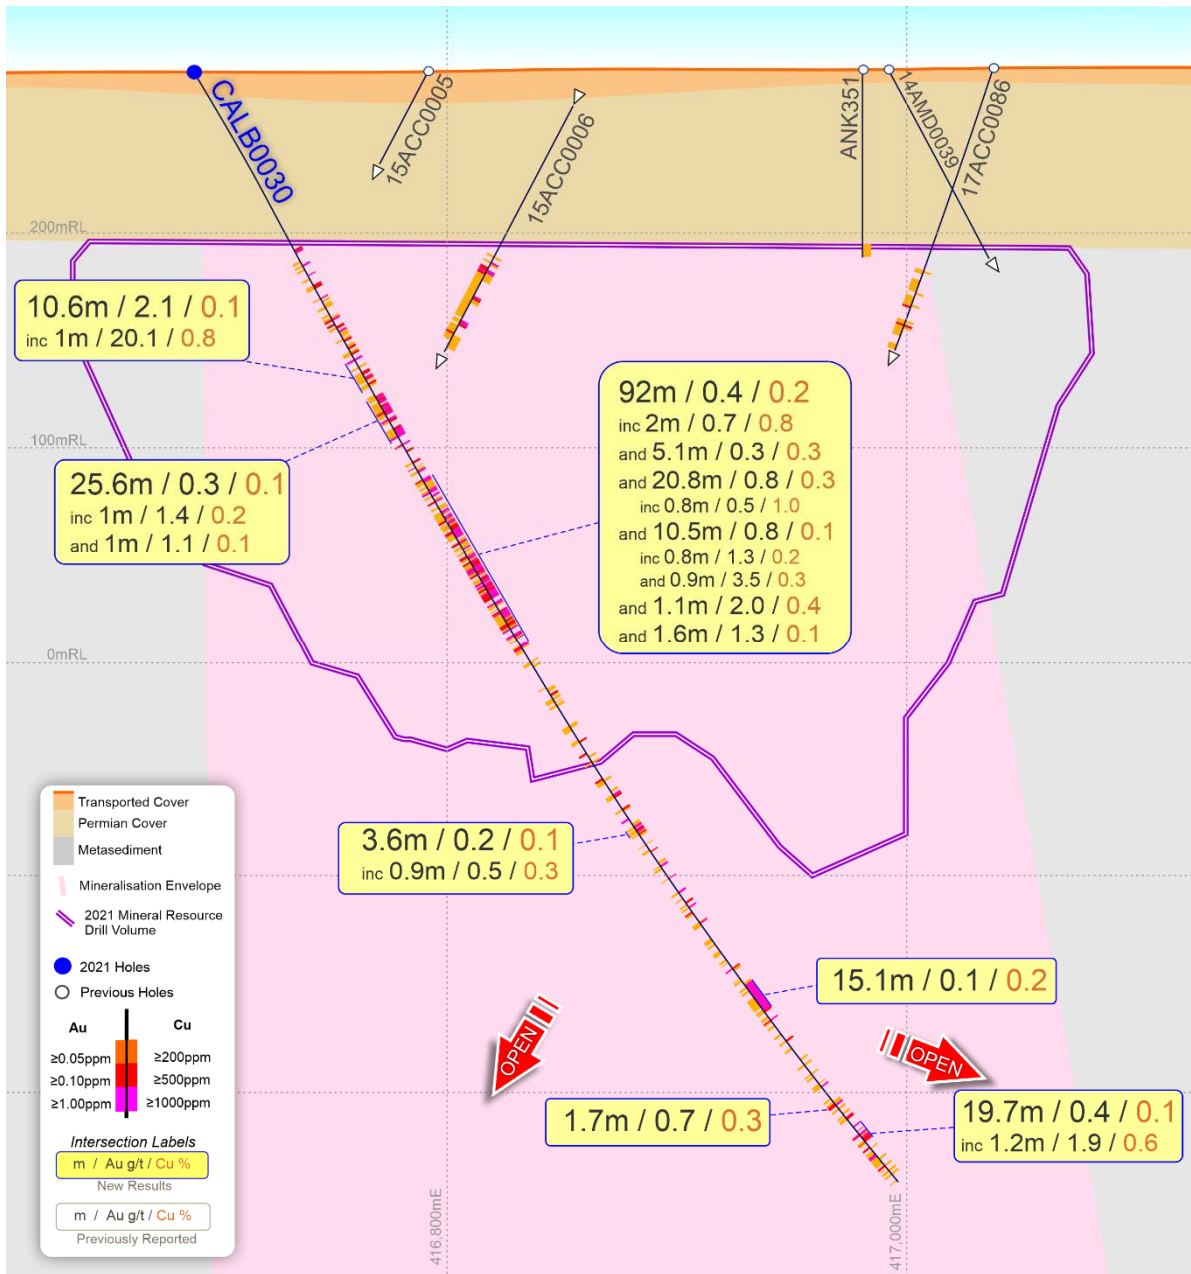 CALB0030
15ACC0005
15ACC0006
ANK351
14AMD0039
17ACC0086
200mRL
10.6m / 2.1 / 0.1
inc 1m / 20.1 / 0.8
92m / 0.4 / 0.2
inc 2m / 0.7 / 0.8
and 5.1m / 0.3 / 0.3
and 20.8m / 0.8 / 0.3
inc 0.8m / 0.5 / 1.0
and 10.5m / 0.8 / 0.1
inc 0.8m / 1.3 / 0.2
and 0.9m / 3.5 / 0.3
and 1.1m / 2.0 / 0.4
and 1.6m / 1.3 / 0.1
100mRL
25.6m / 0.3 / 0.1
inc 1m / 1.4 / 0.2
and 1m / 1.1 / 0.1
0mRL
3.6m / 0.2 / 0.1
inc 0.9m / 0.5 / 0.3
15.1m / 0.1 / 0.2
OPEN
OPEN
1.7m / 0.7 / 0.3
19.7m / 0.4 / 0.1
inc 1.2m / 1.9 / 0.6
416,800mE
417,000mE
Transported Cover
Permian Cover
Metasediment
Mineralisation Envelope
2021 Mineral Resource
Drill Volume
2021 Holes
Previous Holes
Au Cu
≥0.05ppm ≥200ppm
≥0.10ppm ≥500ppm
≥1.00ppm ≥1000ppm
Intersection Labels
m / Au g/t / Cu %
New Results
m / Au g/t / Cu %
Previously Reported